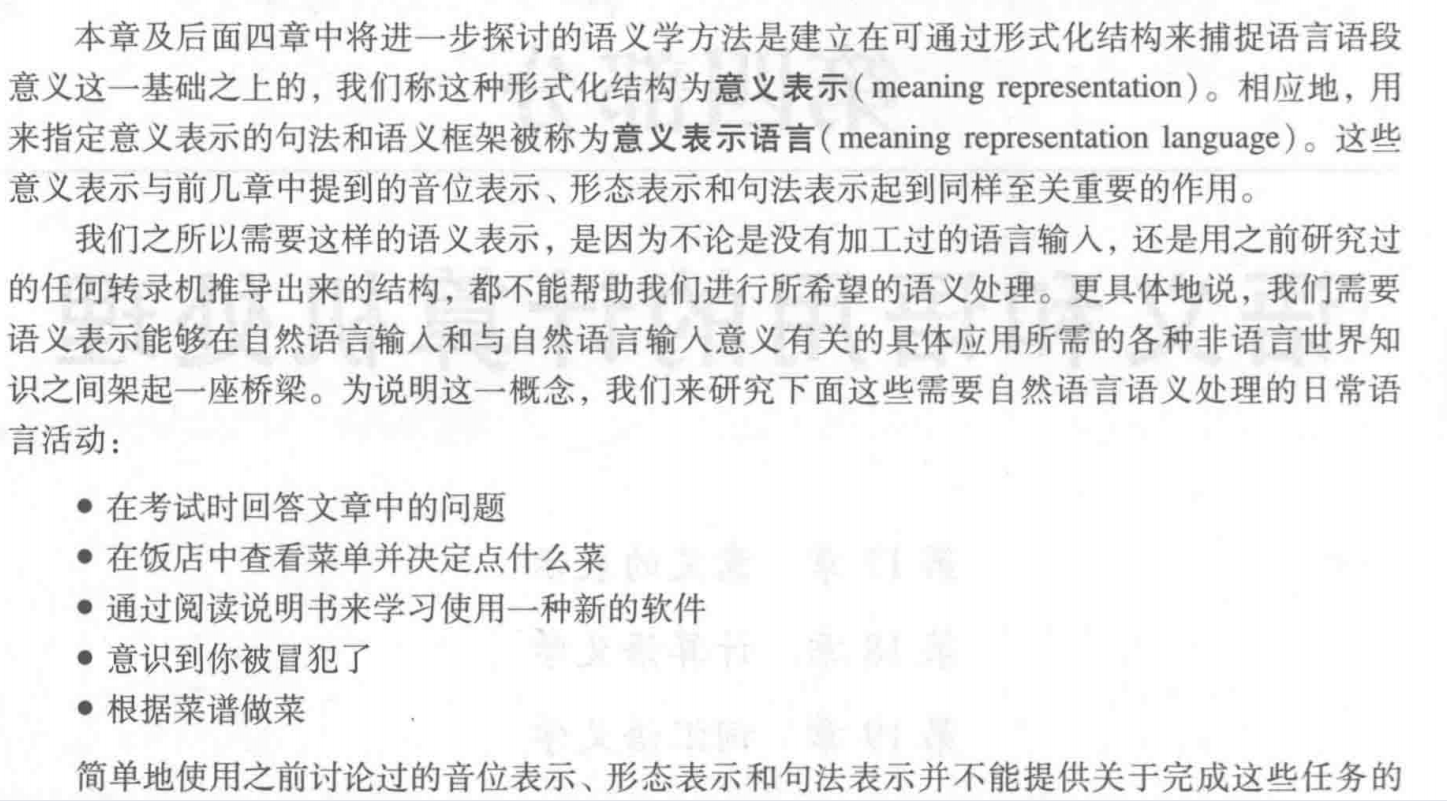 本章及后面四章中将进一步探讨的语义学方法是建立在可通过形式化结构来捕捉语言语段
意义这一基础之上的，我们称这种形式化结构为意义表示(meaning representation)。相应地，用
来指定意义表示的句法和语义框架被称为意义表示语言(meaning representation language)。这些
意义表示与前几章中提到的音位表示、形态表示和句法表示起到同样至关重要的作用。
我们之所以需要这样的语义表示，是因为不论是没有加工过的语言输入，还是用之前研究过
的任何转录机推导出来的结构，都不能帮助我们进行所希望的语义处理。更具体地说，我们需要
语义表示能够在自然语言输入和与自然语言输入意义有关的具体应用所需的各种非语言世界知
识之间架起一座桥梁。为说明这一概念，我们来研究下面这些需要自然语言语义处理的日常语
言活动：
● 在考试时回答文章中的问题
● 在饭店中查看菜单并决定点什么菜
● 通过阅读说明书来学习使用一种新的软件
● 意识到你被冒犯了
● 根据菜谱做菜
简单地使用之前讨论过的音位表示、形态表示和句法表示并不能提供关于完成这些任务的